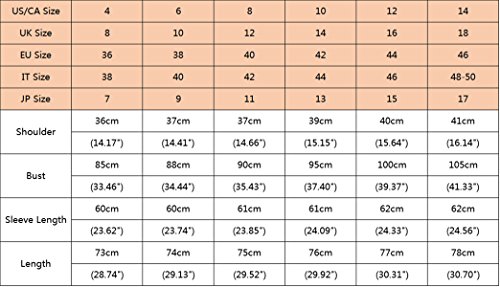 US/CA Size 4 6 8 10 12 14
UK Size 8 10 12 14 16 18
EU Size 36 38 40 42 44 46
IT Size 38 40 42 44 46 48-50
JP Size 7 9 11 13 15 17
Shoulder 36cm 37cm 37cm 39cm 40cm 41cm
(14.17") (14.41") (14.66") (15.15") (15.64") (16.14")
Bust 85cm 88cm 90cm 95cm 100cm 105cm
(33.46") (34.44") (35.43") (37.40") (39.37") (41.33")
Sleeve Length 60cm 60cm 61cm 61cm 62cm 62cm
(23.62") (23.74") (23.85") (24.09") (24.33") (24.56")
Length 73cm 74cm 75cm 76cm 77cm 78cm
(28.74") (29.13") (29.52") (29.92") (30.31") (30.70")